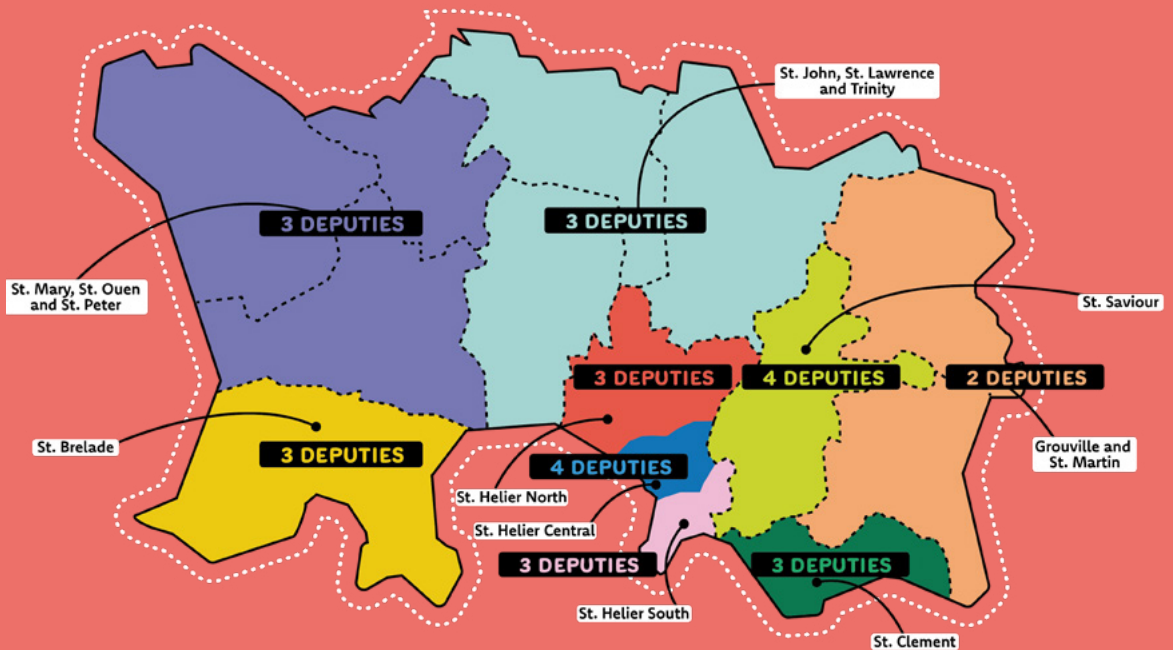 St. John, St. Lawrence
and Trinity
3 DEPUTIES
3 DEPUTIES
St. Mary, St. Ouen
and St. Peter
St. Saviour
3 DEPUTIES
4 DEPUTIES
2 DEPUTIES
St. Brelade
3 DEPUTIES
Grouville and
St. Martin
4 DEPUTIES
St. Helier North
St. Helier Central
3 DEPUTIES
3 DEPUTIES
St. Helier South
St. Clement